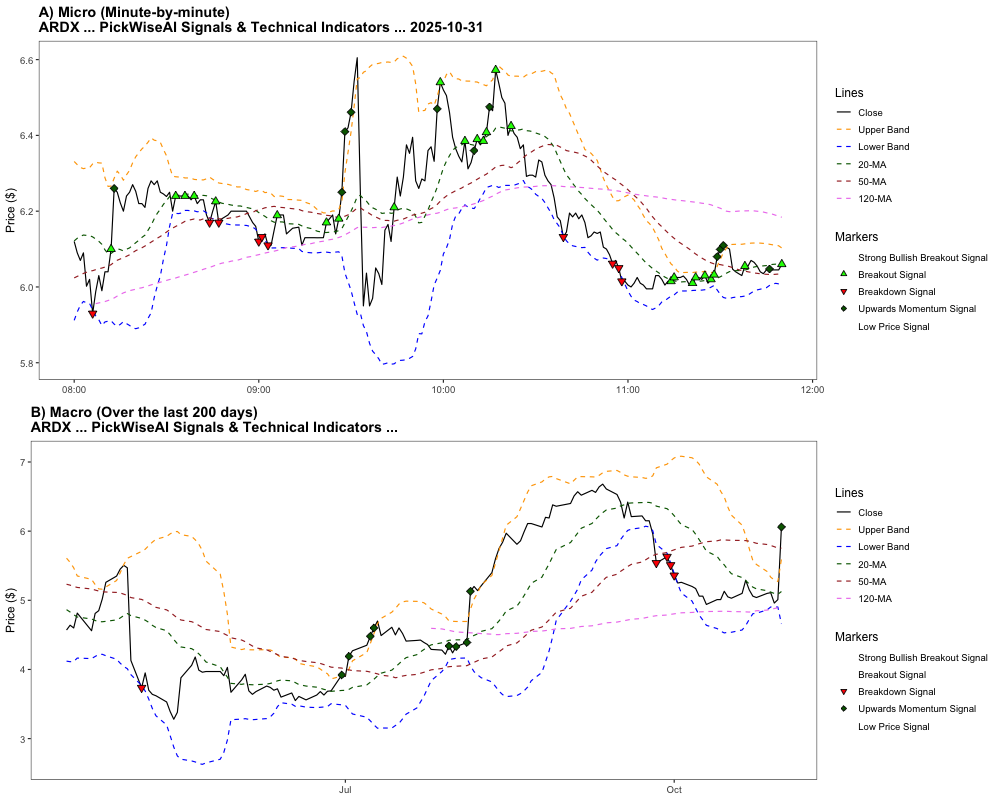 A) Micro (Minute-by-minute)
ARDX ... PickWiseAI Signals & Technical Indicators ... 2025-10-31
Price ($)
6.6
6.4
6.2
6.0
5.8
08:00
09:00
10:00
11:00
12:00
Lines
Close
Upper Band
Lower Band
20-MA
50-MA
120-MA
Markers
Strong Bullish Breakout Signal
Breakout Signal
Breakdown Signal
Upwards Momentum Signal
Low Price Signal
B) Macro (Over the last 200 days)
ARDX ... PickWiseAI Signals & Technical Indicators ...
Price ($)
7
6
5
4
3
Jul
Oct
Lines
Close
Upper Band
Lower Band
20-MA
50-MA
120-MA
Markers
Strong Bullish Breakout Signal
Breakout Signal
Breakdown Signal
Upwards Momentum Signal
Low Price Signal